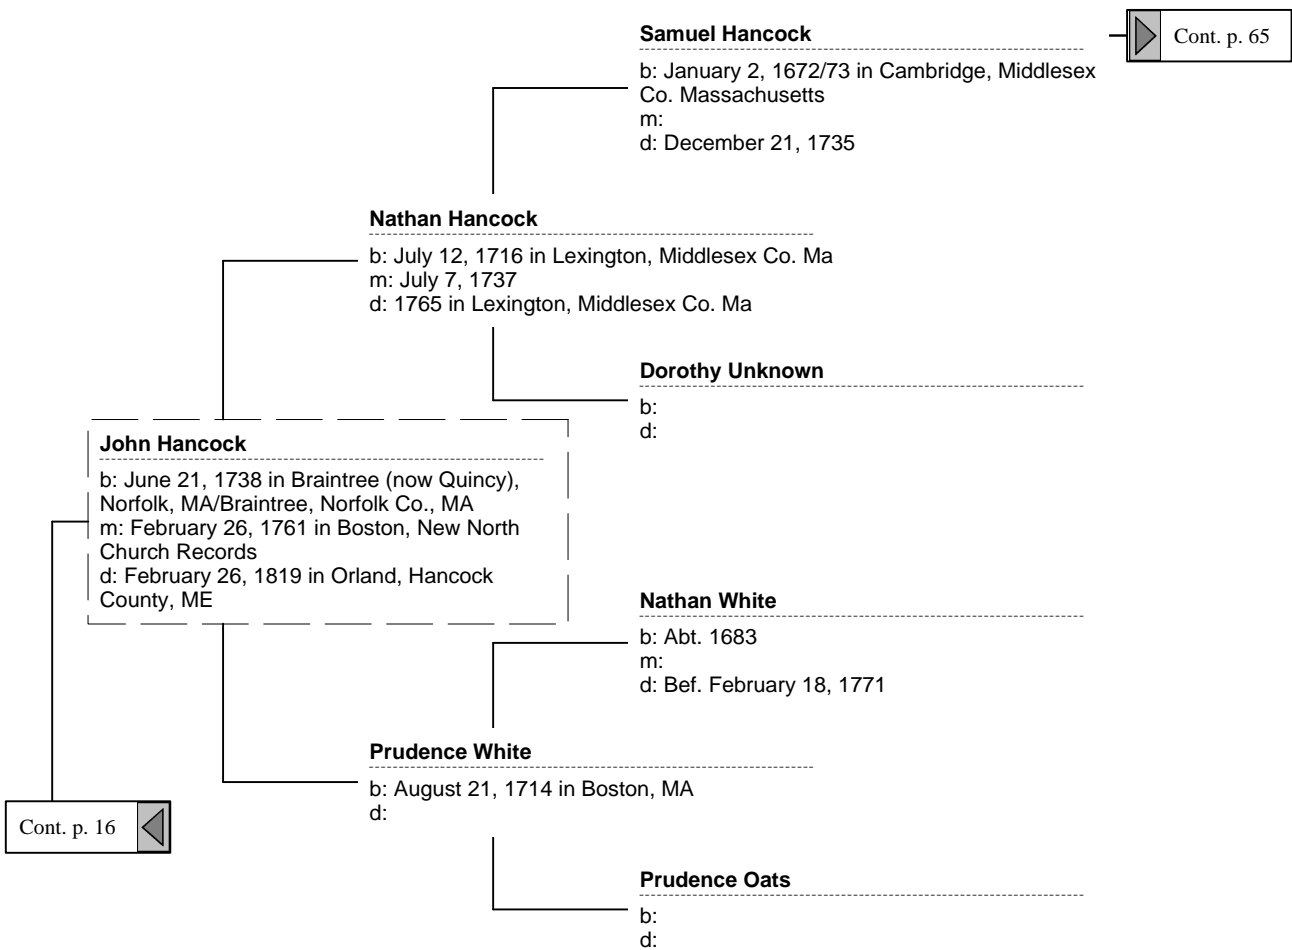 Samuel Hancock
Cont. p. 65
b: January 2, 1672/73 in Cambridge, Middlesex
Co. Massachusetts
m:
d: December 21, 1735
Nathan Hancock
b: July 12, 1716 in Lexington, Middlesex Co. Ma
m: July 7, 1737
d: 1765 in Lexington, Middlesex Co. Ma
Dorothy Unknown
b:
d:
John Hancock
b: June 21, 1738 in Braintree (now Quincy),
Norfolk, MA/Braintree, Norfolk Co., MA
m: February 26, 1761 in Boston, New North
Church Records
d: February 26, 1819 in Orland, Hancock
County, ME
Nathan White
b: Abt. 1683
m:
d: Bef. February 18, 1771
Prudence White
b: August 21, 1714 in Boston, MA
d:
Cont. p. 16
Prudence Oats
b:
d: